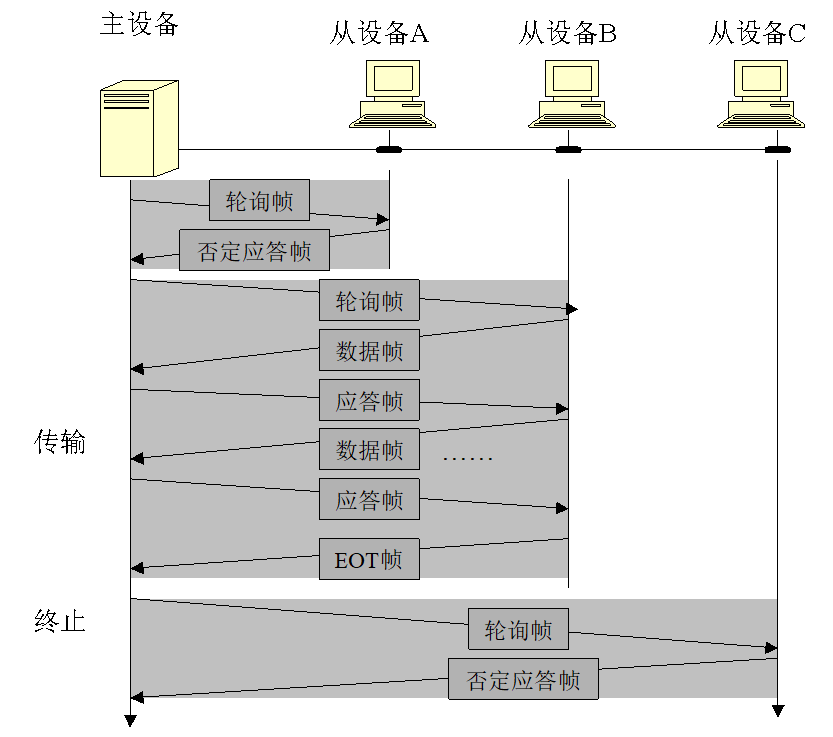 主设备
从设备A
从设备B
从设备C
轮询帧
否定应答帧
轮询帧
数据帧
应答帧
传输
数据帧
……
应答帧
EOT帧
终止
轮询帧
否定应答帧